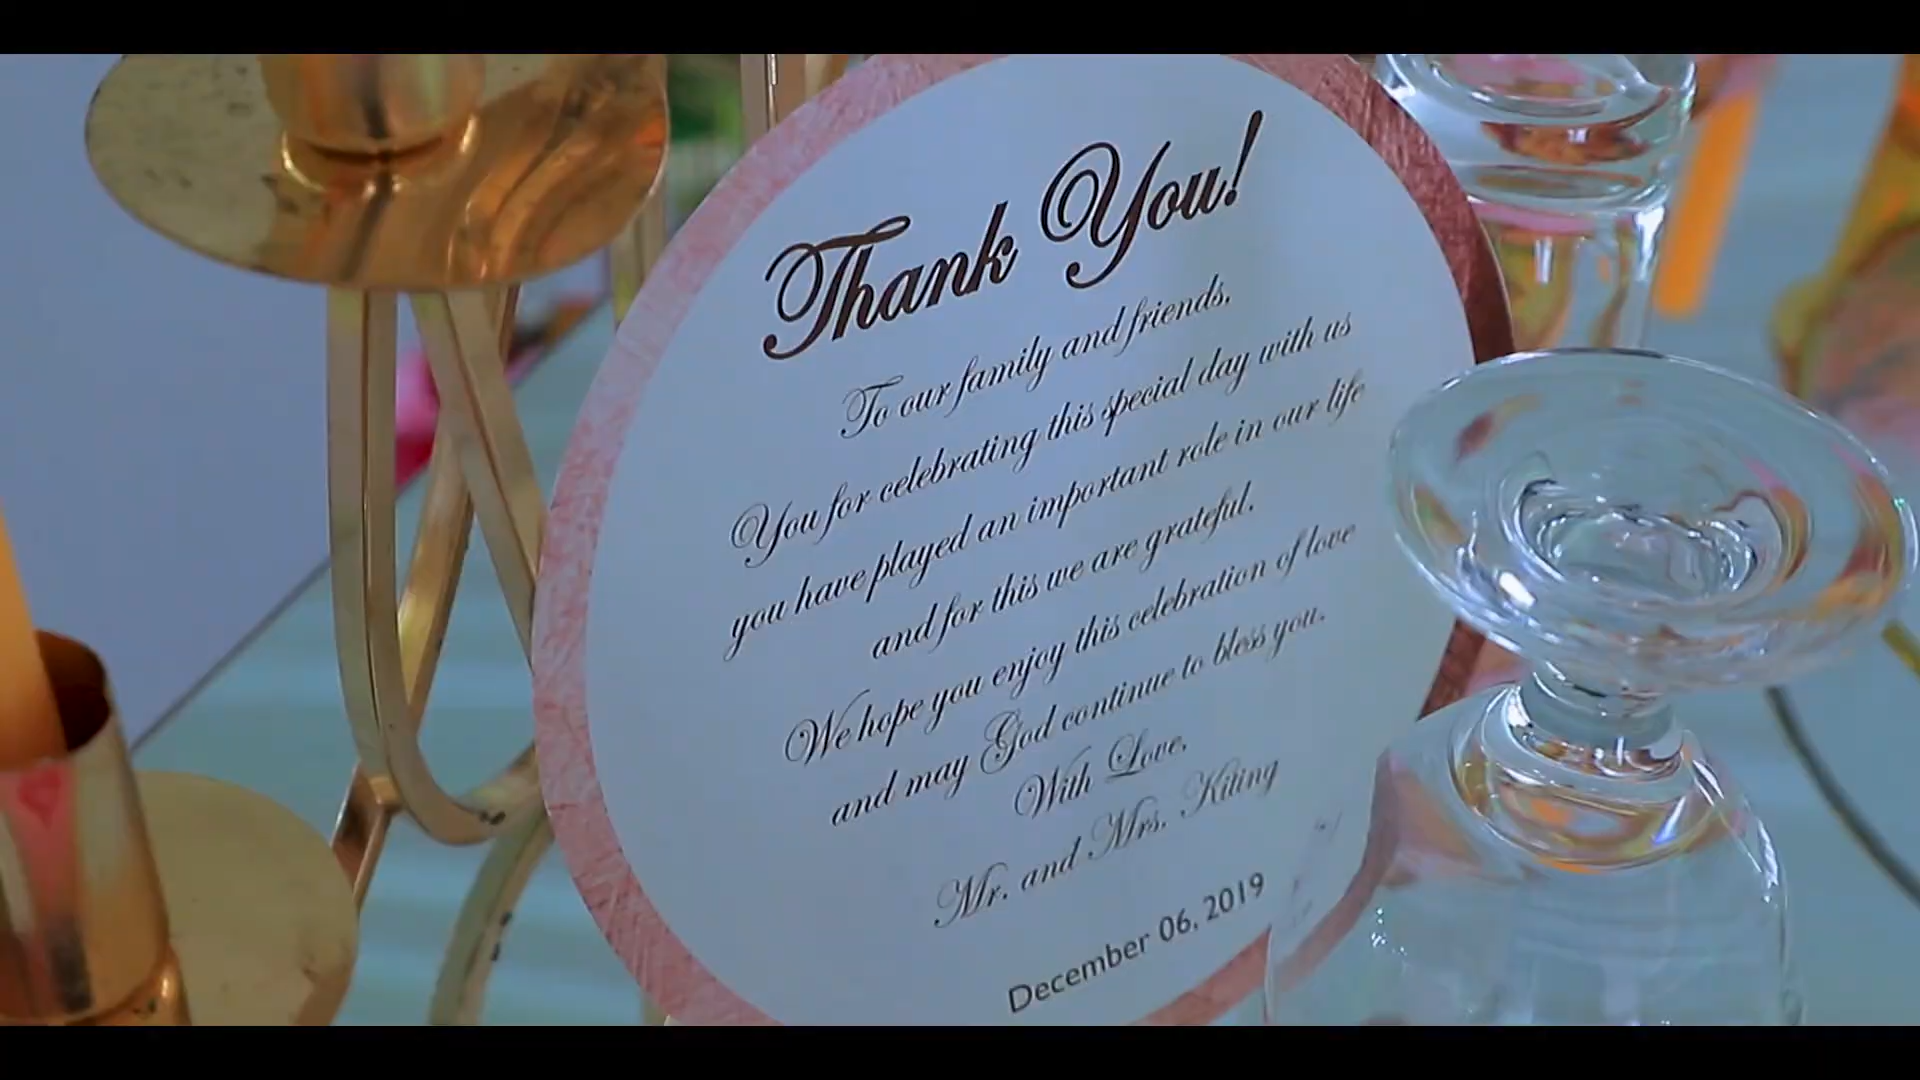 Thank You!
To our family and friends,
You for celebrating this special day with us
you have played an important role in our life
and for this we are grateful.
We hope you enjoy this celebration of love
and may God continue to bless you.
With Love,
Mr. and Mrs. Kiting
December 06, 2019